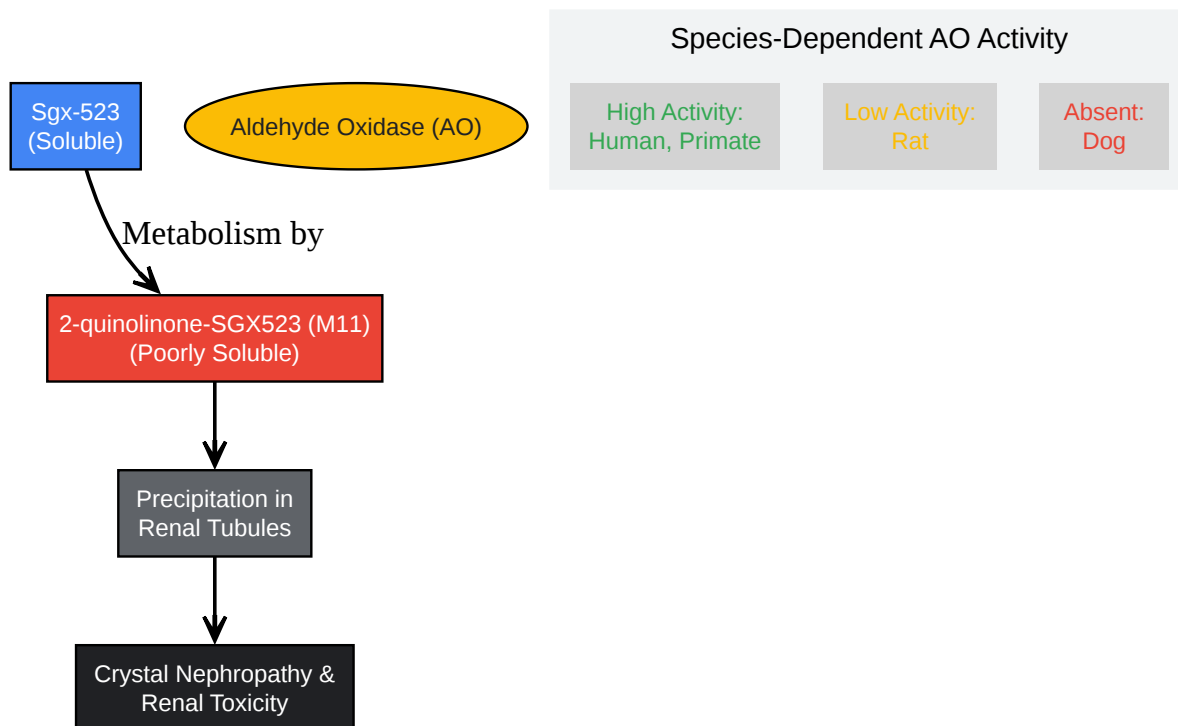 Species-Dependent AO Activity
Sgx-523
(Soluble)
Aldehyde Oxidase (AO)
High Activity:
Human, Primate
Low Activity:
Rat
Absent:
Dog
Metabolism by
2-quinolinone-SGX523 (M11)
(Poorly Soluble)
Precipitation in
Renal Tubules
Crystal Nephropathy &
Renal Toxicity